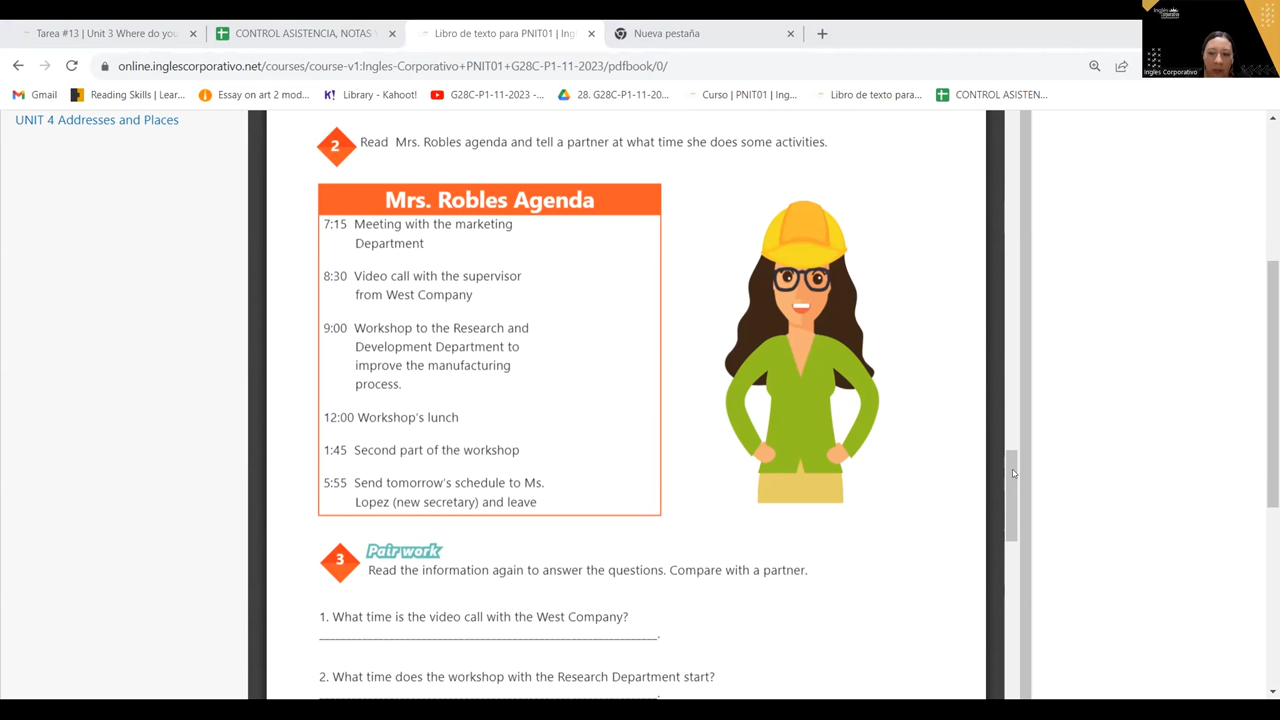 Tarea #13 | Unit 3 Where do you
CONTROL ASISTENCIA, NOTAS Y
Libro de texto para PNIT01 | Ing
Nueva pestaña
Inglés
Corporativo
Ingles Corporativo
online.inglescorporativo.net/courses/course-v1:Ingles-Corporativo+PNIT01+G28C-P1-11-2023/pdfbook/0/
Gmail
Reading Skills | Lear...
Essay on art 2 mod...
Library - Kahoot!
G28C-P1-11-2023 -...
28. G28C-P1-11-20...
Curso | PNIT01 | Ing...
Libro de texto para...
CONTROL ASISTEN...
UNIT 4 Addresses and Places
2 Read Mrs. Robles agenda and tell a partner at what time she does some activities.
Mrs. Robles Agenda
7:15 Meeting with the marketing
Department
8:30 Video call with the supervisor
from West Company
9:00 Workshop to the Research and
Development Department to
improve the manufacturing
process.
12:00 Workshop's lunch
1:45 Second part of the workshop
5:55 Send tomorrow's schedule to Ms.
Lopez (new secretary) and leave
3 Pair work
Read the information again to answer the questions. Compare with a partner.
1. What time is the video call with the West Company?
2. What time does the workshop with the Research Department start?